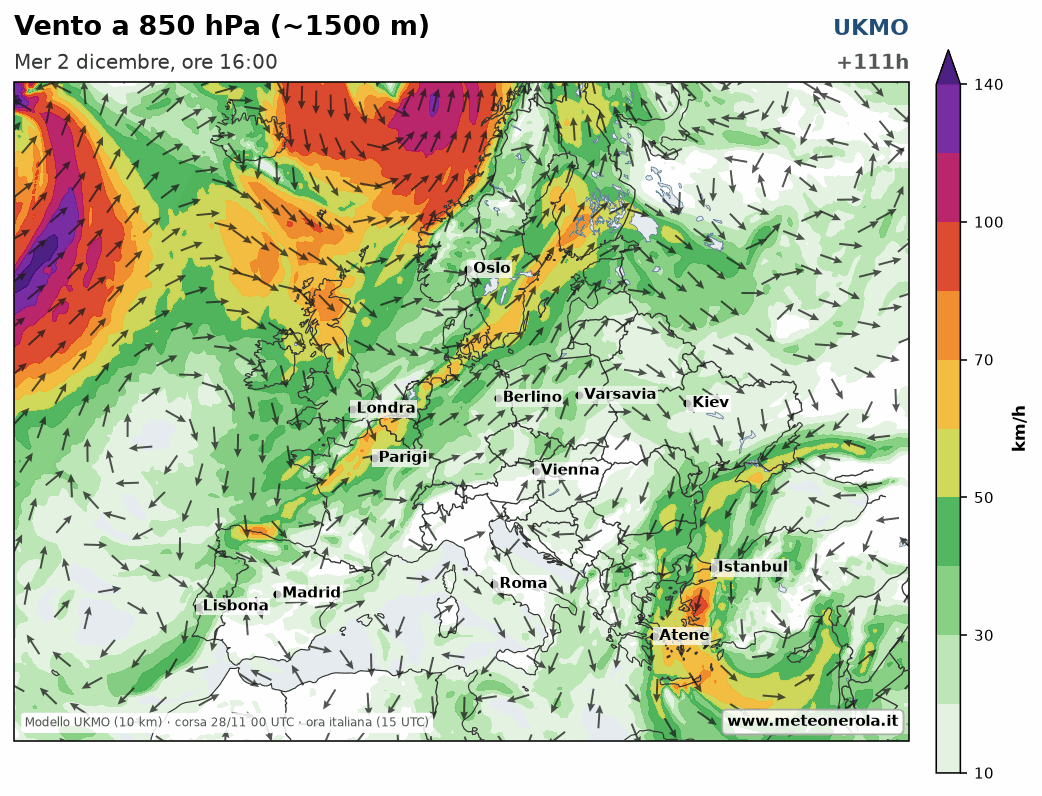 Vento a 850 hPa (~1500 m)
UKMO
Mer 2 dicembre, ore 16:00
+111h
140
100
70
50
30
10
km/h
Oslo
Berlino
Varsavia
Kiev
Londra
Parigi
Vienna
Istanbul
Roma
Madrid
Lisbona
Atene
Modello UKMO (10 km) · corsa 28/11 00 UTC · ora italiana (15 UTC)
www.meteonerola.it